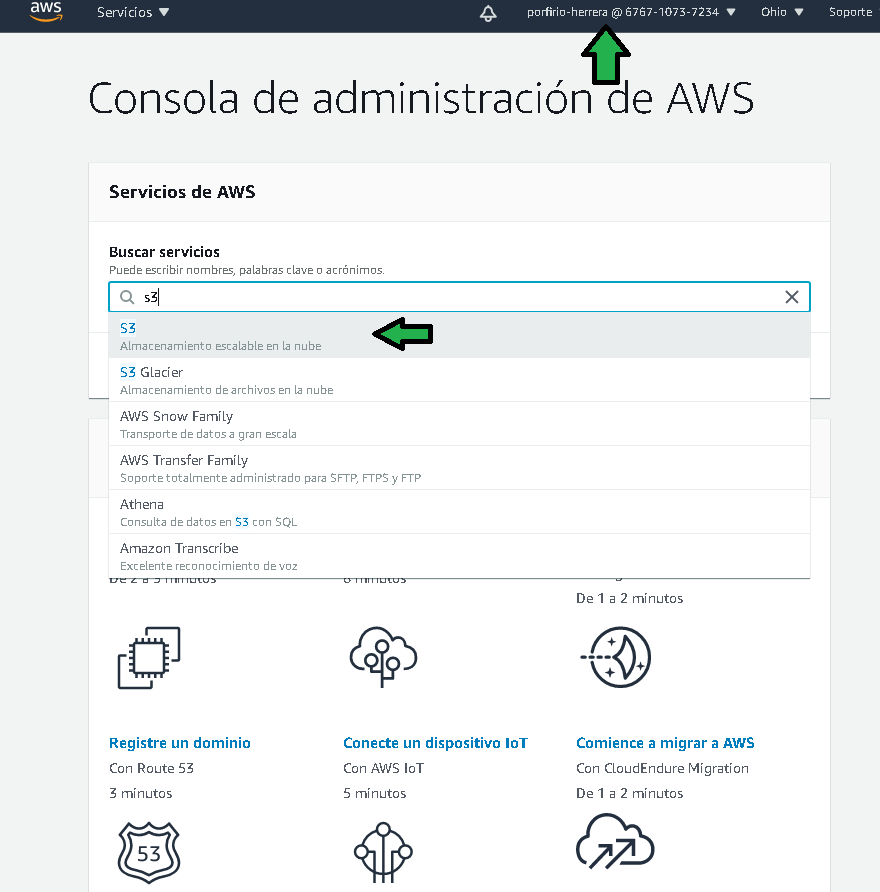 aws
Servicios
porfirio-herrera @ 6767-1073-7234
Ohio
Soporte
Consola de administración de AWS
Servicios de AWS
Buscar servicios
Puede escribir nombres, palabras clave o acrónimos.
s3
S3
Almacenamiento escalable en la nube
S3 Glacier
Almacenamiento de archivos en la nube
AWS Snow Family
Transporte de datos a gran escala
AWS Transfer Family
Soporte totalmente administrado para SFTP, FTPS y FTP
Athena
Consulta de datos en S3 con SQL
Amazon Transcribe
Excelente reconocimiento de voz
De 2 a 3 minutos
6 minutos
De 1 a 2 minutos
Registre un dominio
Con Route 53
3 minutos
Conecte un dispositivo IoT
Con AWS IoT
5 minutos
Comience a migrar a AWS
Con CloudEndure Migration
De 1 a 2 minutos
53